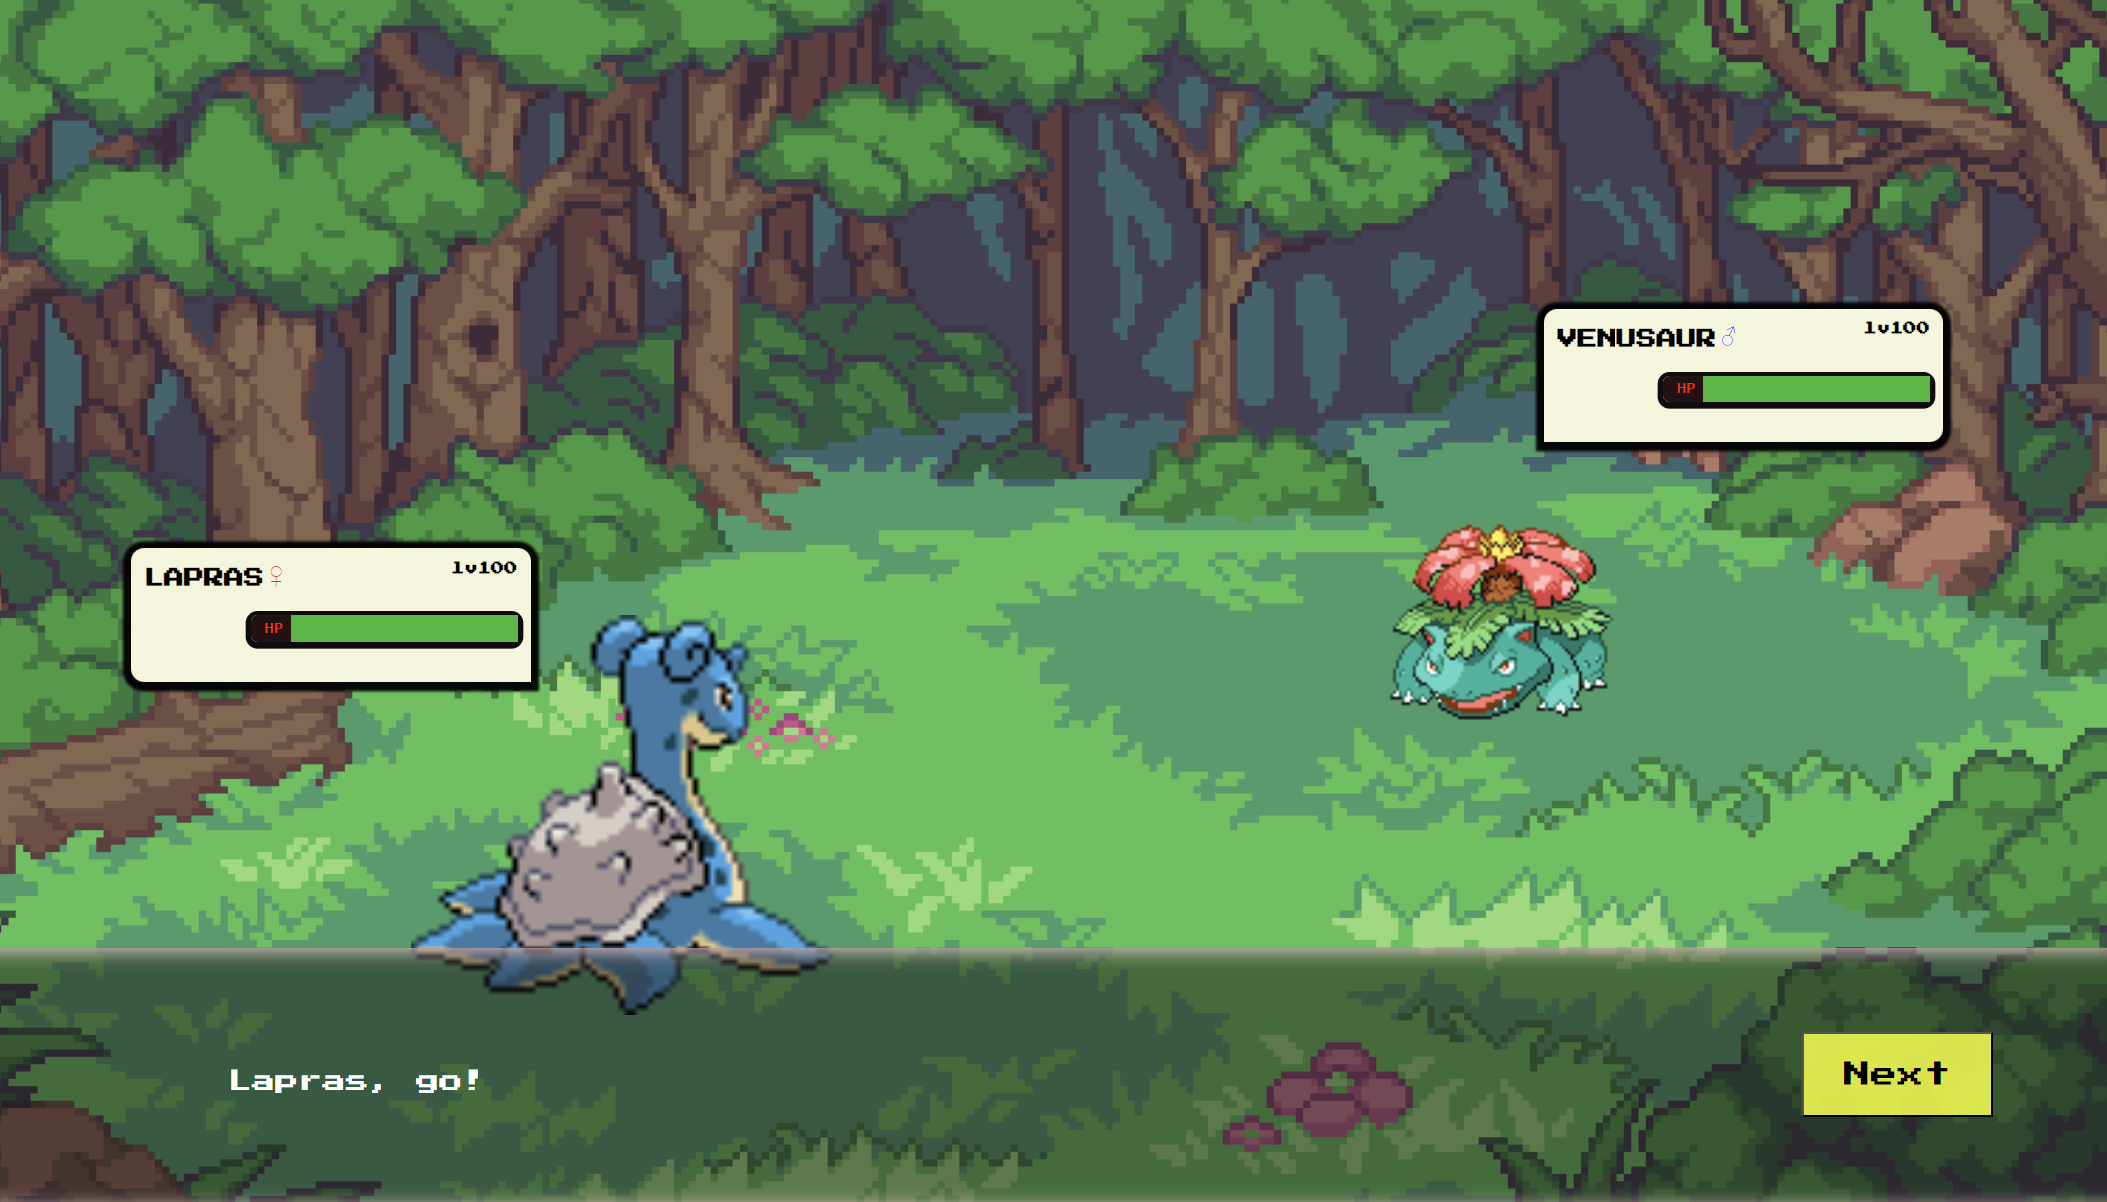 VENUSAUR♂ lv100
HP
LAPRAS♀ lv100
HP
Lapras, go!
Next